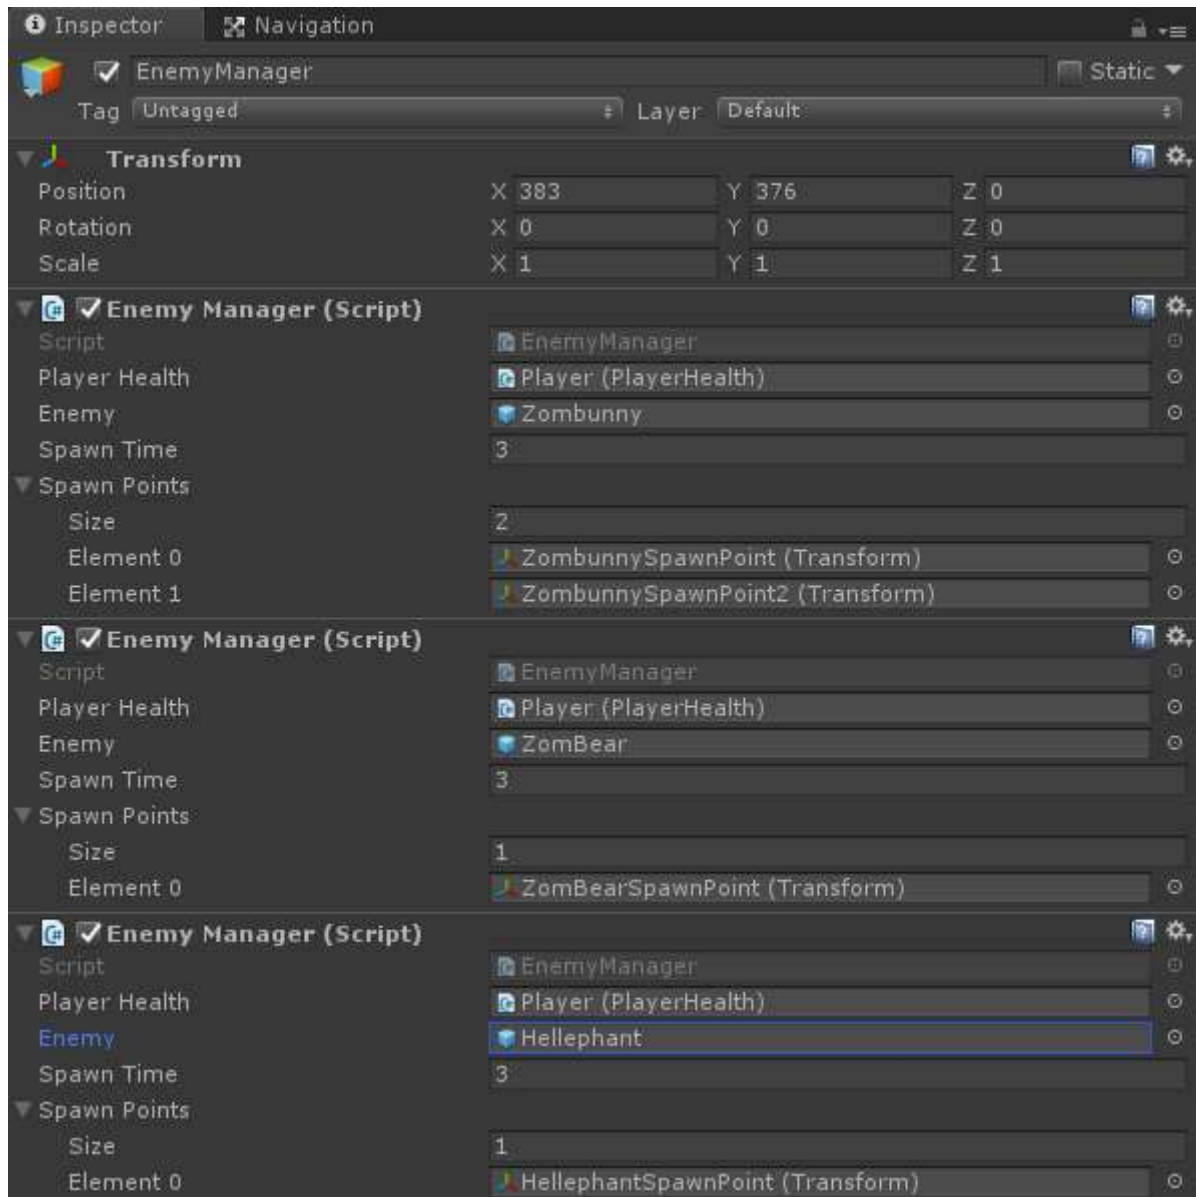 Inspector Navigation
EnemyManager Static
Tag Untagged Layer Default
Transform
Position X 383 Y 376 Z 0
Rotation X 0 Y 0 Z 0
Scale X 1 Y 1 Z 1
Enemy Manager (Script)
Script EnemyManager
Player Health Player (PlayerHealth)
Enemy Zombunny
Spawn Time 3
Spawn Points
Size 2
Element 0 ZombunnySpawnPoint (Transform)
Element 1 ZombunnySpawnPoint2 (Transform)
Enemy Manager (Script)
Script EnemyManager
Player Health Player (PlayerHealth)
Enemy ZomBear
Spawn Time 3
Spawn Points
Size 1
Element 0 ZomBearSpawnPoint (Transform)
Enemy Manager (Script)
Script EnemyManager
Player Health Player (PlayerHealth)
Enemy Hellephant
Spawn Time 3
Spawn Points
Size 1
Element 0 HellephantSpawnPoint (Transform)